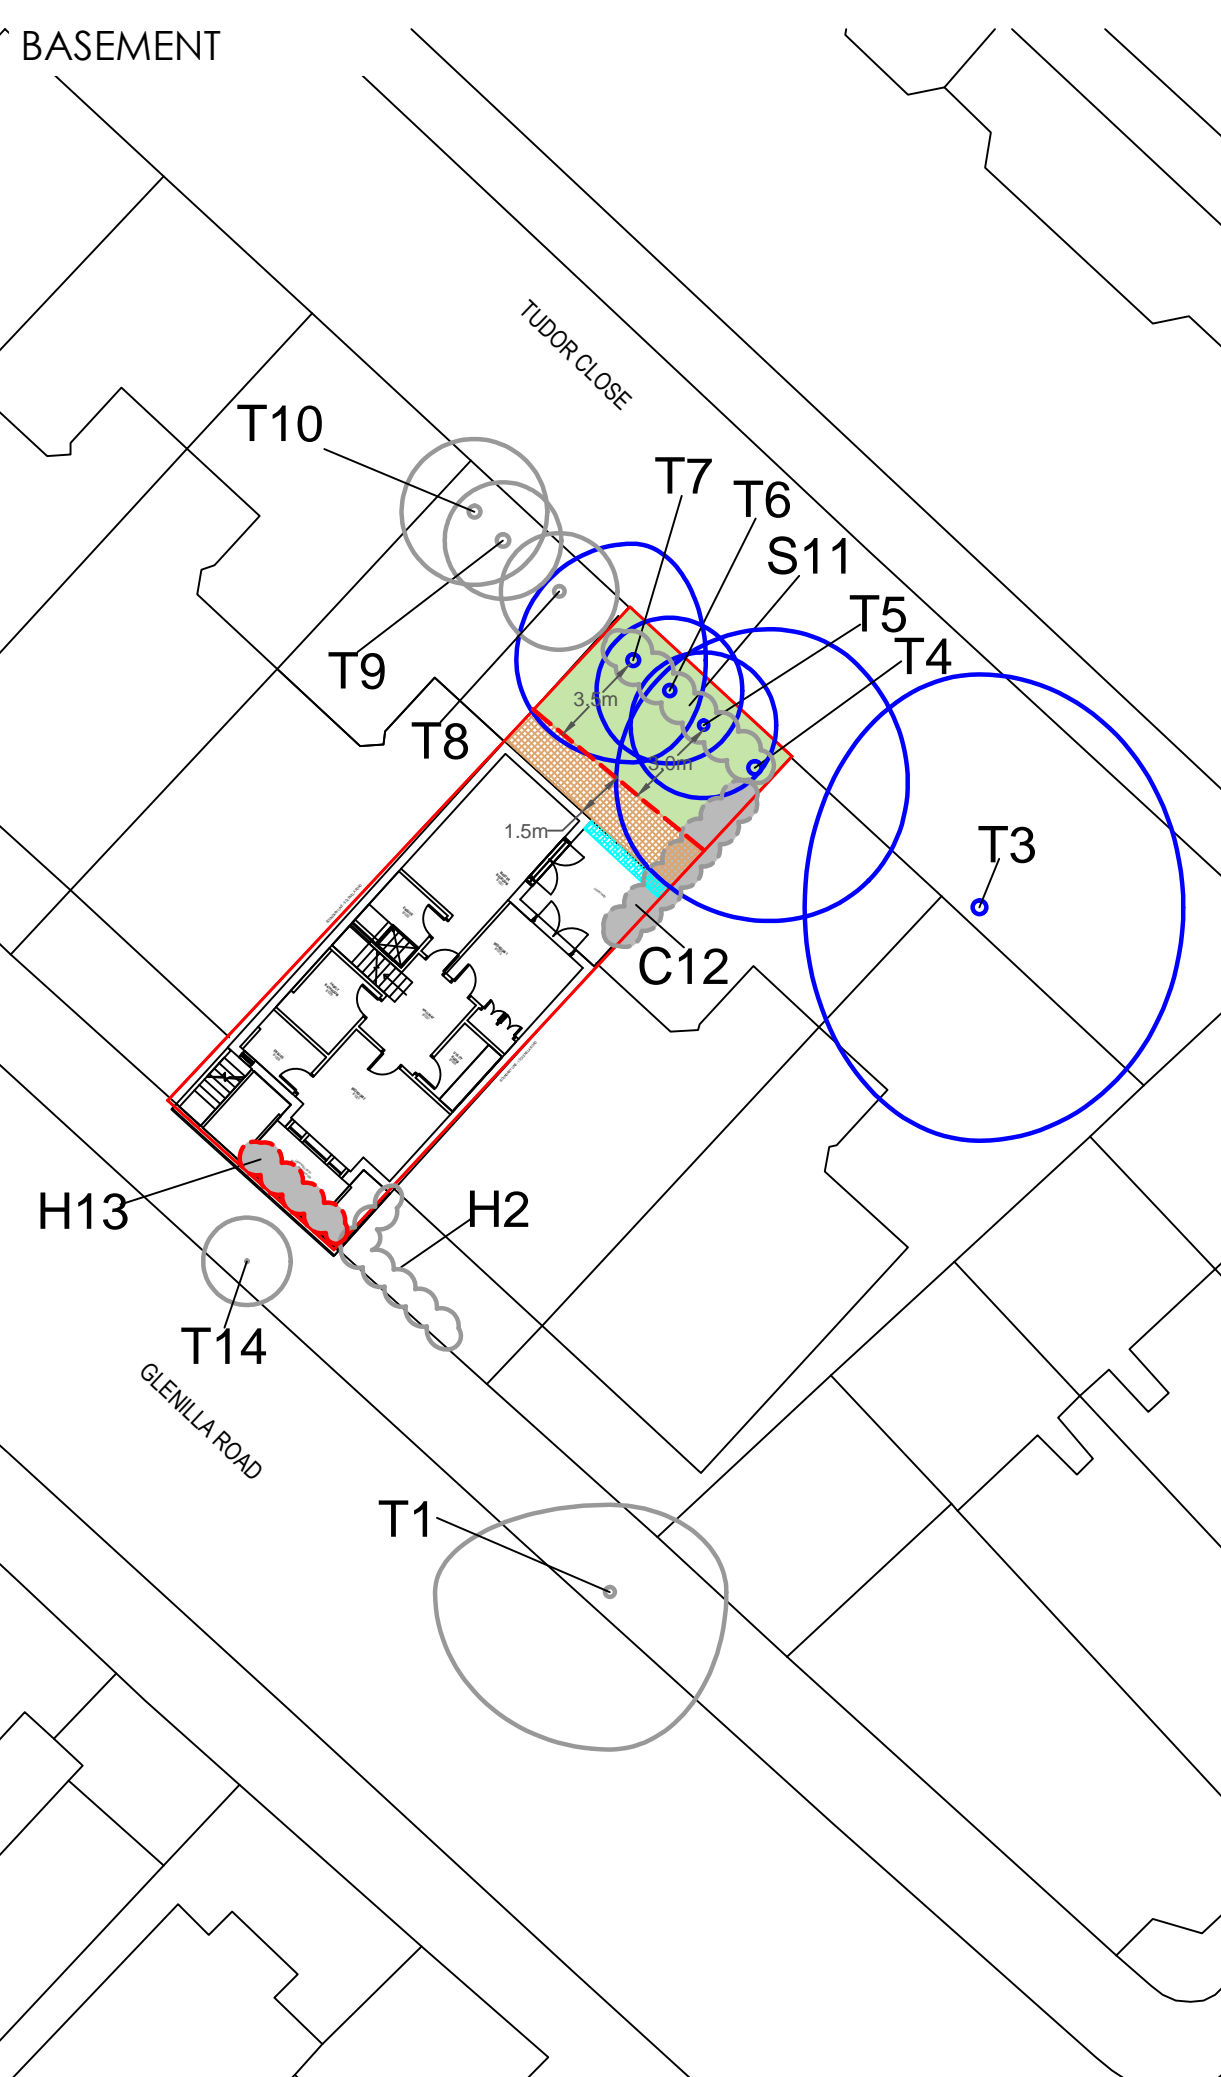 BASEMENT
TUDOR CLOSE
T10
T7
T6
S11
T5
T4
T9
T8
3.5m
3.0m
1.5m
T3
C12
H13
H2
T14
GLENILLA ROAD
T1